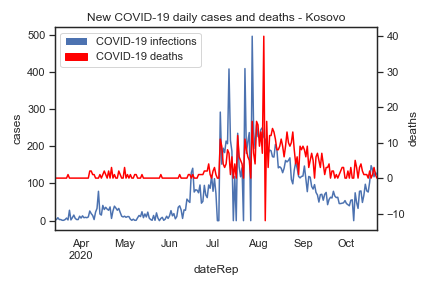 New COVID-19 daily cases and deaths - Kosovo
COVID-19 infections
COVID-19 deaths
500
400
300
200
100
0
cases
40
30
20
10
0
−10
deaths
Apr
2020
May
Jun
Jul
Aug
Sep
Oct
dateRep